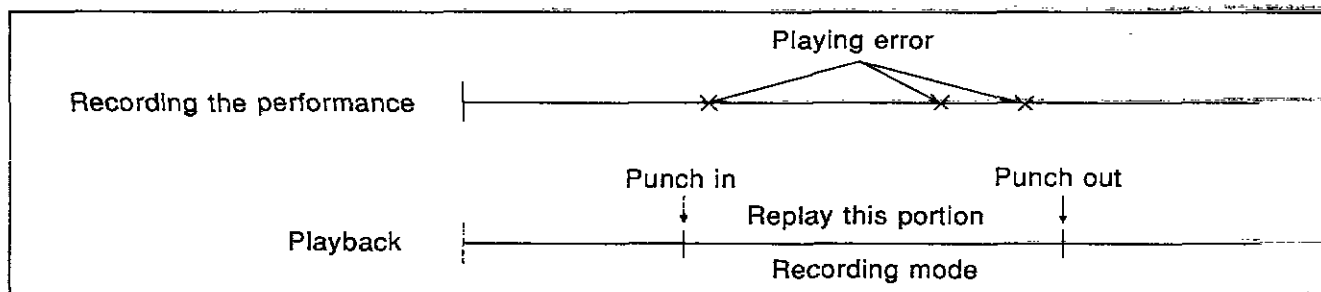 Playing error
Recording the performance
Punch in
Punch out
Replay this portion
Playback
Recording mode